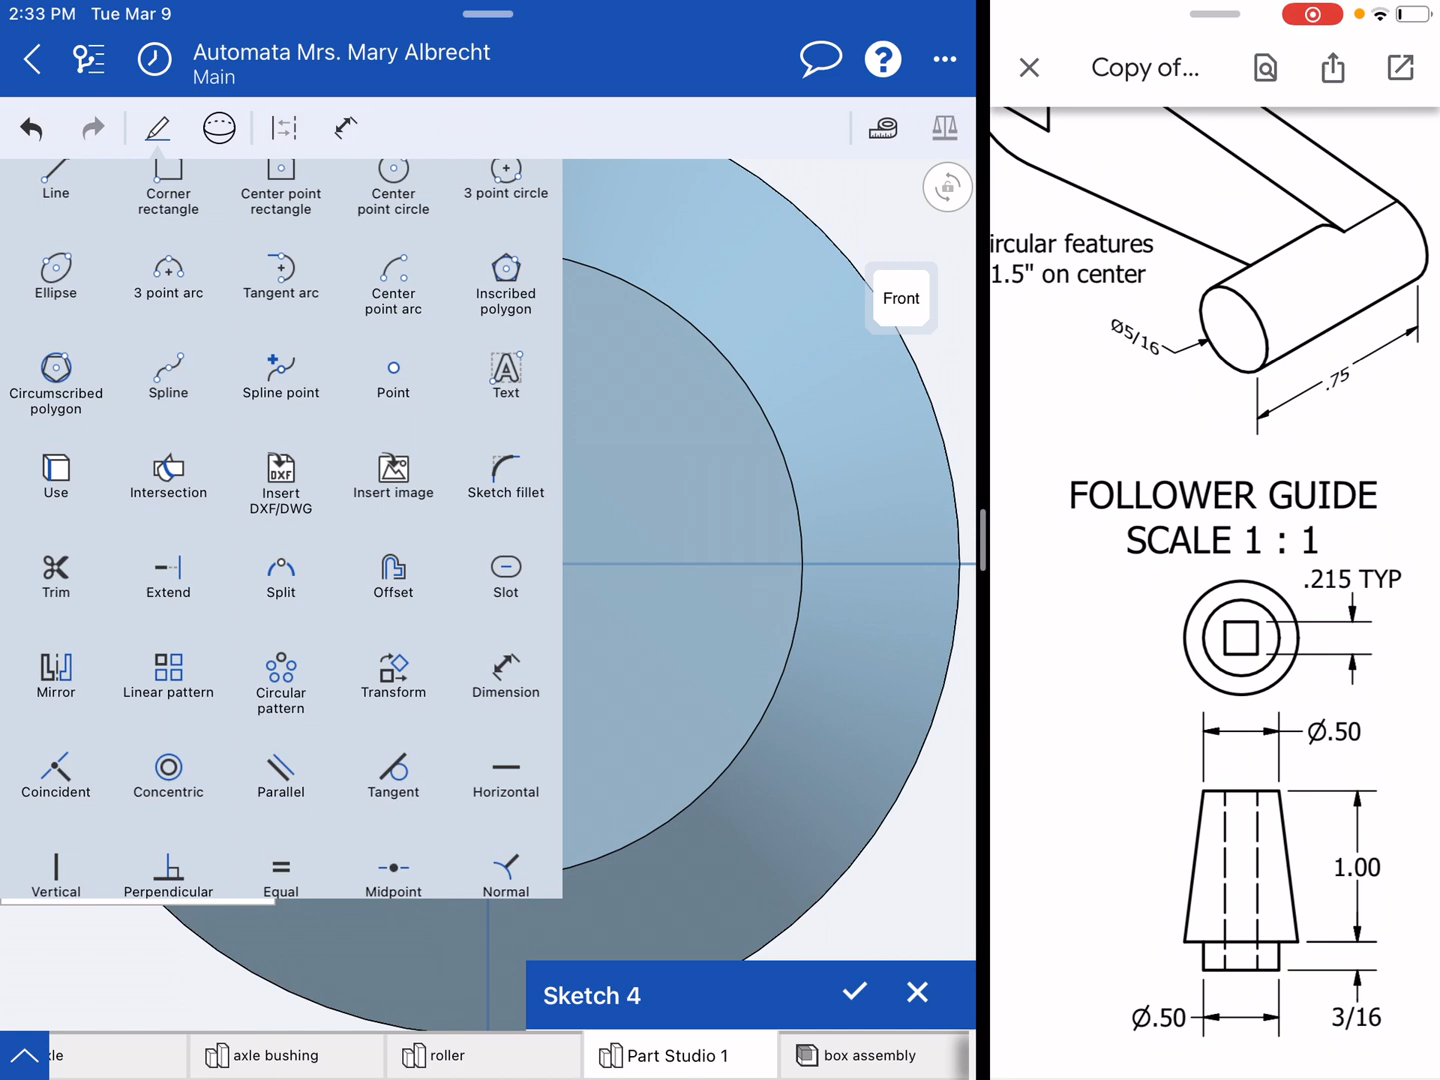 2:33 PM Tue Mar 9
Automata Mrs. Mary Albrecht
Main
Line
Corner
rectangle
Center point
rectangle
Center
point circle
3 point circle
Ellipse
3 point arc
Tangent arc
Center
point arc
Inscribed
polygon
Circumscribed
polygon
Spline
Spline point
Point
Text
Use
Intersection
DXF
Insert
DXF/DWG
Insert image
Sketch fillet
Trim
Extend
Split
Offset
Slot
Mirror
Linear pattern
Circular
pattern
Transform
Dimension
Coincident
Concentric
Parallel
Tangent
Horizontal
Vertical
Perpendicular
Equal
Midpoint
Normal
Front
Sketch 4
kle
axle bushing
roller
Part Studio 1
box assembly
Copy of...
ircular features
1.5" on center
Ø5/16
.75
FOLLOWER GUIDE
SCALE 1 : 1
.215 TYP
Ø.50
1.00
Ø.50
3/16